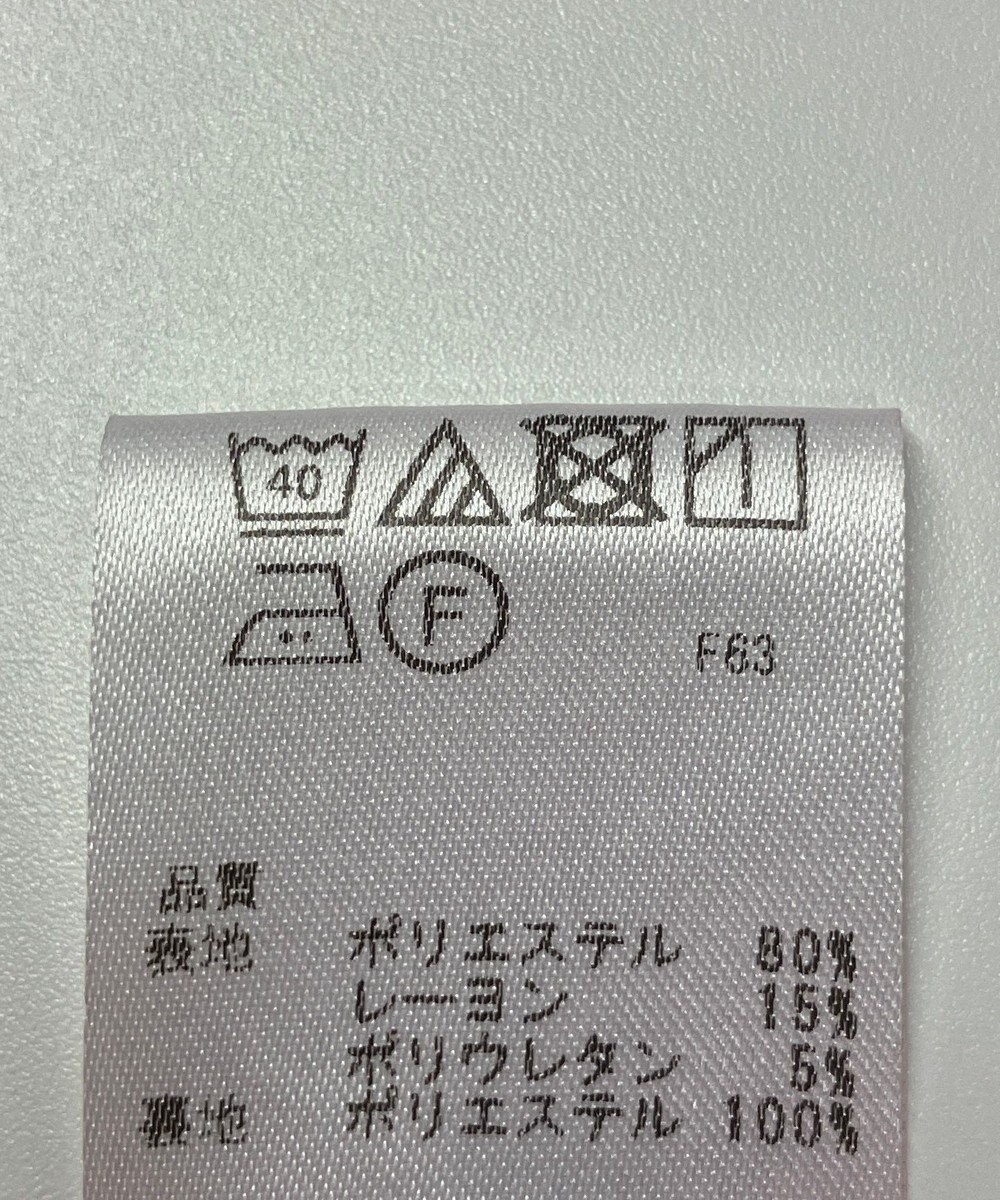 40
F F63
品質
表地 ポリエステル 80%
レーヨン 15%
ポリウレタン 5%
裏地 ポリエステル 100%